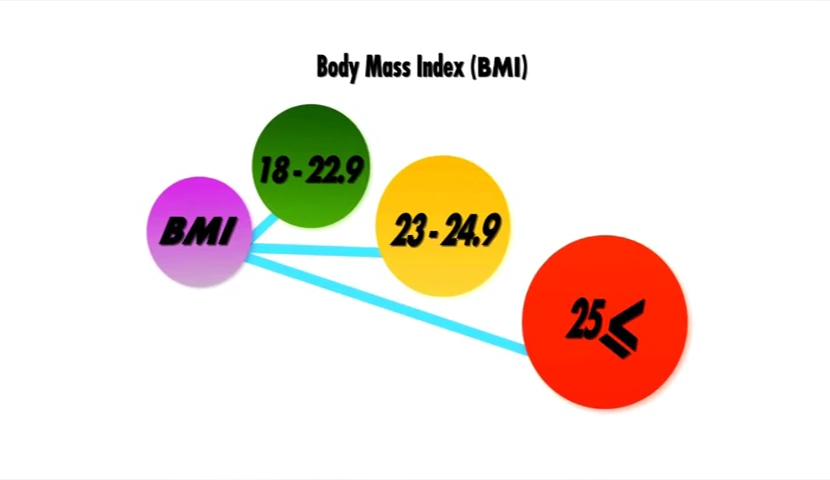 Body Mass Index (BMI)
18 - 22.9
BMI
23 - 24.9
25≤